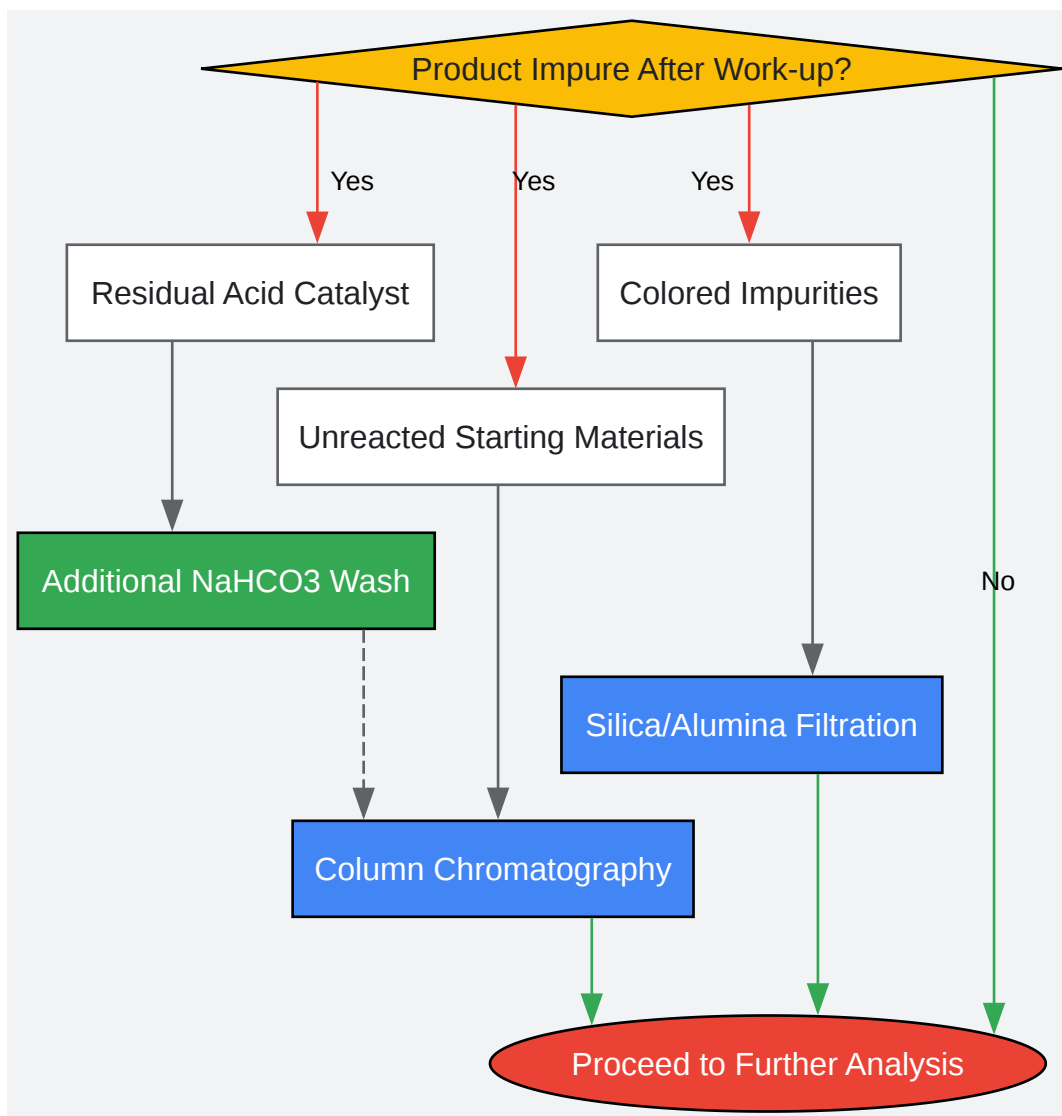 Product Impure After Work-up?
Yes
Yes
Yes
Residual Acid Catalyst
Colored Impurities
Unreacted Starting Materials
Additional NaHCO3 Wash
No
Silica/Alumina Filtration
Column Chromatography
Proceed to Further Analysis